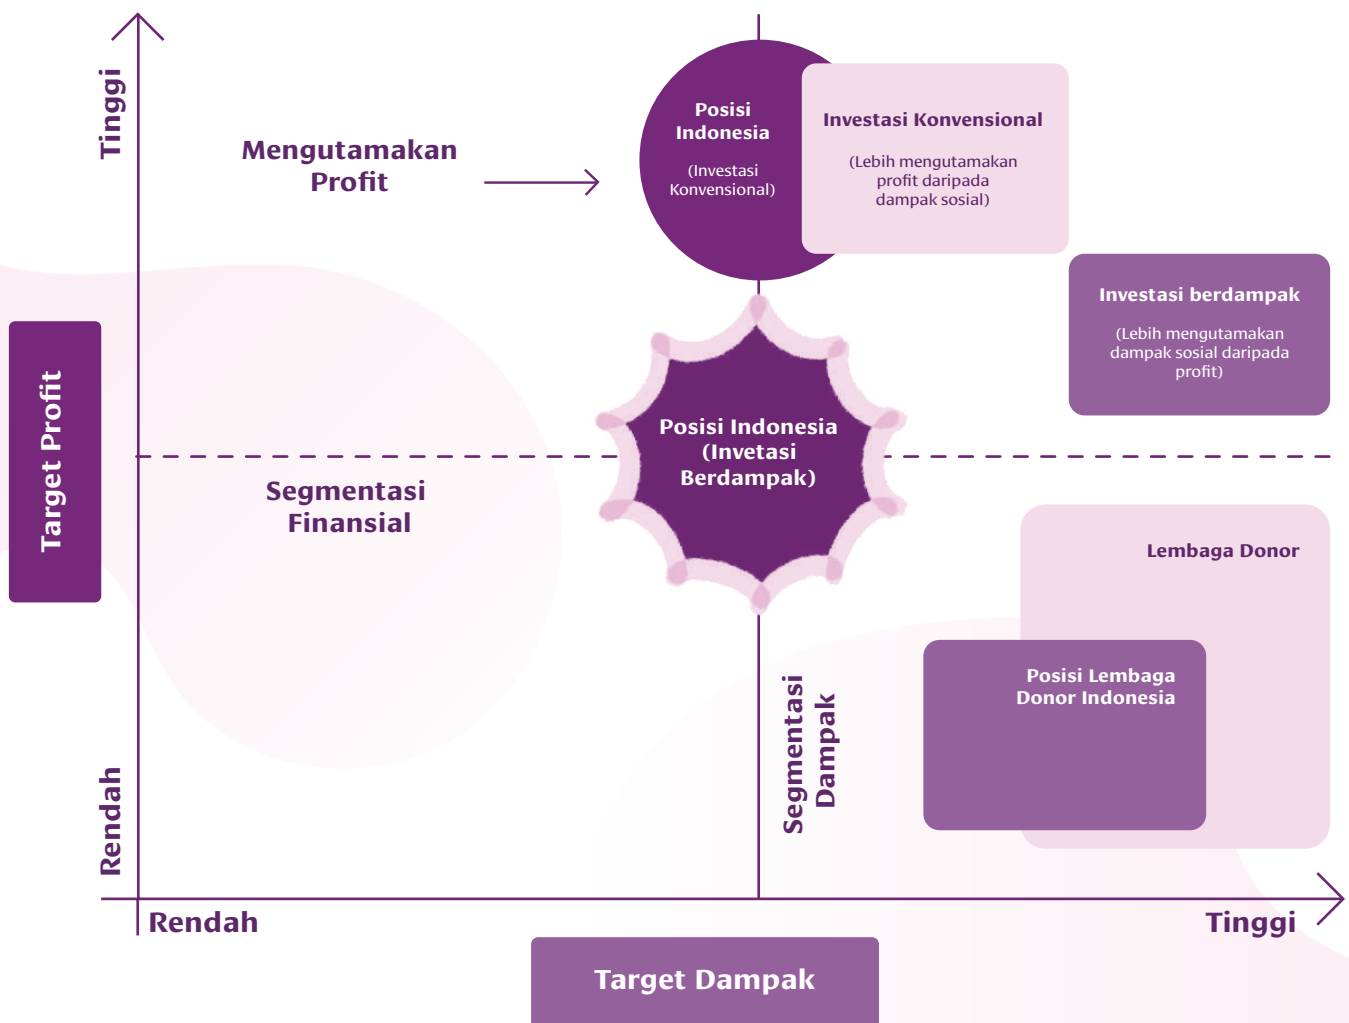 Tinggi
Mengutamakan
Profit
Posisi
Indonesia
(Investasi
Konvensional)
Investasi Konvensional
(Lebih mengutamakan
profit daripada
dampak sosial)
Investasi berdampak
(Lebih mengutamakan
dampak sosial daripada
profit)
Target Profit
Posisi Indonesia
(Invetasi
Berdampak)
Segmentasi
Finansial
Lembaga Donor
Posisi Lembaga
Donor Indonesia
Segmentasi
Dampak
Rendah
Rendah
Tinggi
Target Dampak